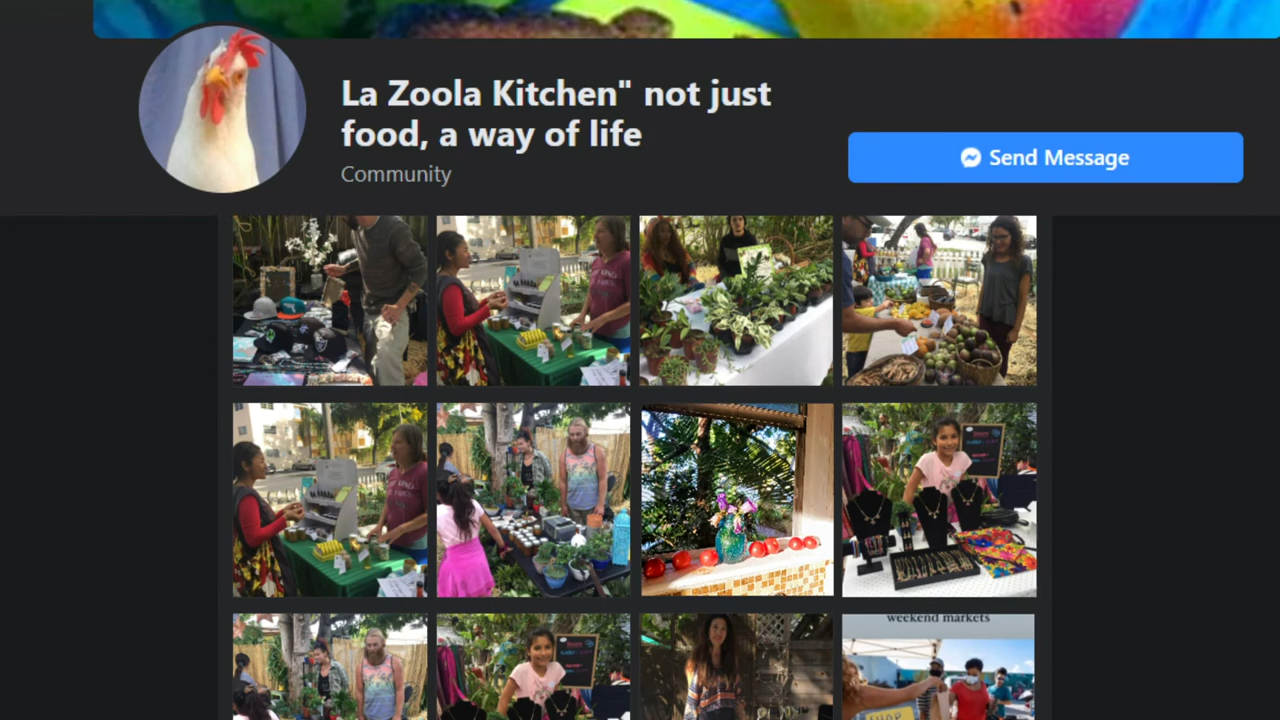 La Zoola Kitchen" not just
food, a way of life
Community
Send Message
weekend markets